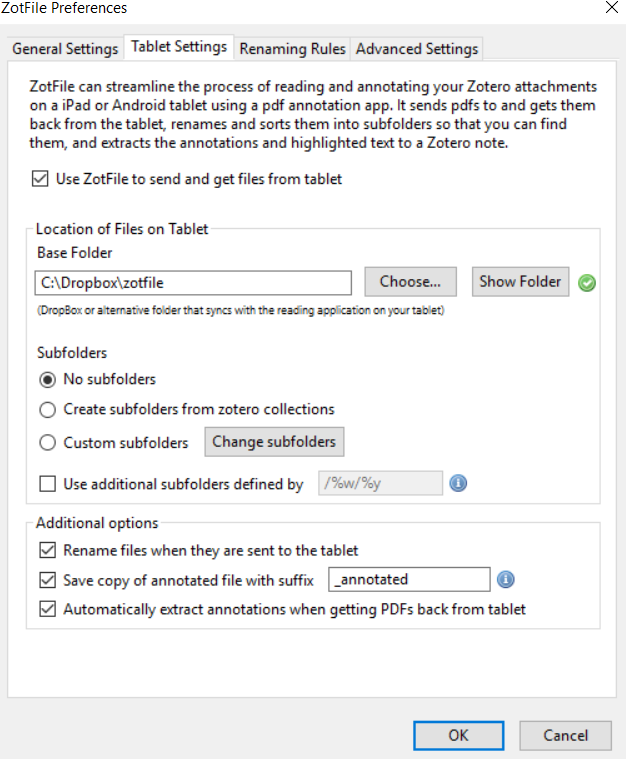 ZotFile Preferences
General Settings Tablet Settings Renaming Rules Advanced Settings
ZotFile can streamline the process of reading and annotating your Zotero attachments
on a iPad or Android tablet using a pdf annotation app. It sends pdfs to and gets them
back from the tablet, renames and sorts them into subfolders so that you can find
them, and extracts the annotations and highlighted text to a Zotero note.
Use ZotFile to send and get files from tablet
Location of Files on Tablet
Base Folder
C:\Dropbox\zotfile Choose... Show Folder
(DropBox or alternative folder that syncs with the reading application on your tablet)
Subfolders
No subfolders
Create subfolders from zotero collections
Custom subfolders Change subfolders
Use additional subfolders defined by /%w/%y
Additional options
Rename files when they are sent to the tablet
Save copy of annotated file with suffix _annotated
Automatically extract annotations when getting PDFs back from tablet
OK Cancel